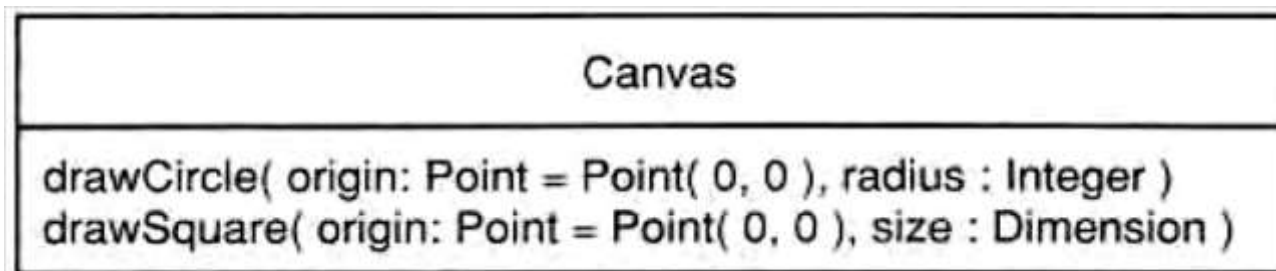 Canvas
drawCircle( origin: Point = Point( 0, 0 ), radius : Integer )
drawSquare( origin: Point = Point( 0, 0 ), size : Dimension )